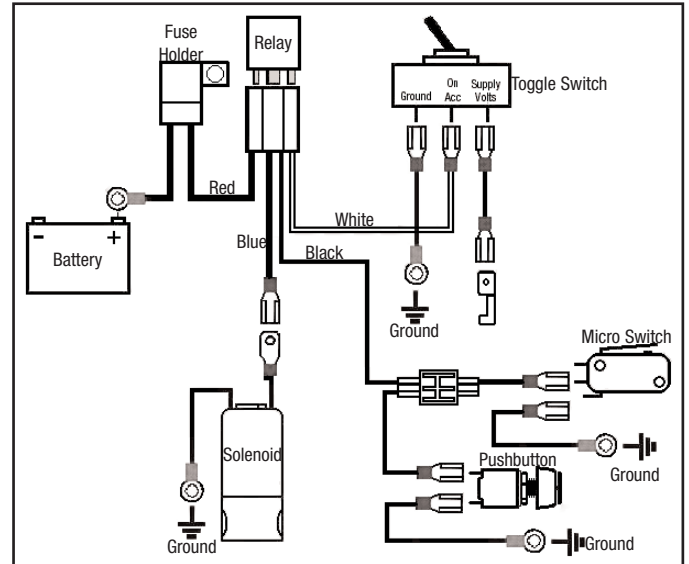 Fuse
Holder
Relay
Ground
On
Acc
Supply
Volts
Toggle Switch
Red
White
Blue
Black
-
+
Battery
Ground
Micro Switch
Solenoid
Pushbutton
Ground
Ground
Ground